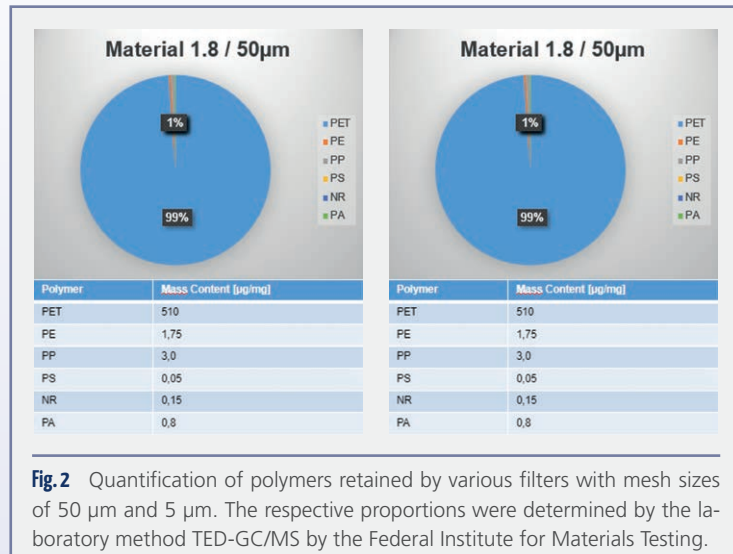 Material 1.8 / 50µm
1%
99%
PET
PE
PP
PS
NR
PA
Polymer Mass Content [µg/mg]
PET 510
PE 1,75
PP 3,0
PS 0,05
NR 0,15
PA 0,8
Material 1.8 / 50µm
1%
99%
PET
PE
PP
PS
NR
PA
Polymer Mass Content [µg/mg]
PET 510
PE 1,75
PP 3,0
PS 0,05
NR 0,15
PA 0,8
Fig. 2 Quantification of polymers retained by various filters with mesh sizes
of 50 µm and 5 µm. The respective proportions were determined by the la-
boratory method TED-GC/MS by the Federal Institute for Materials Testing.